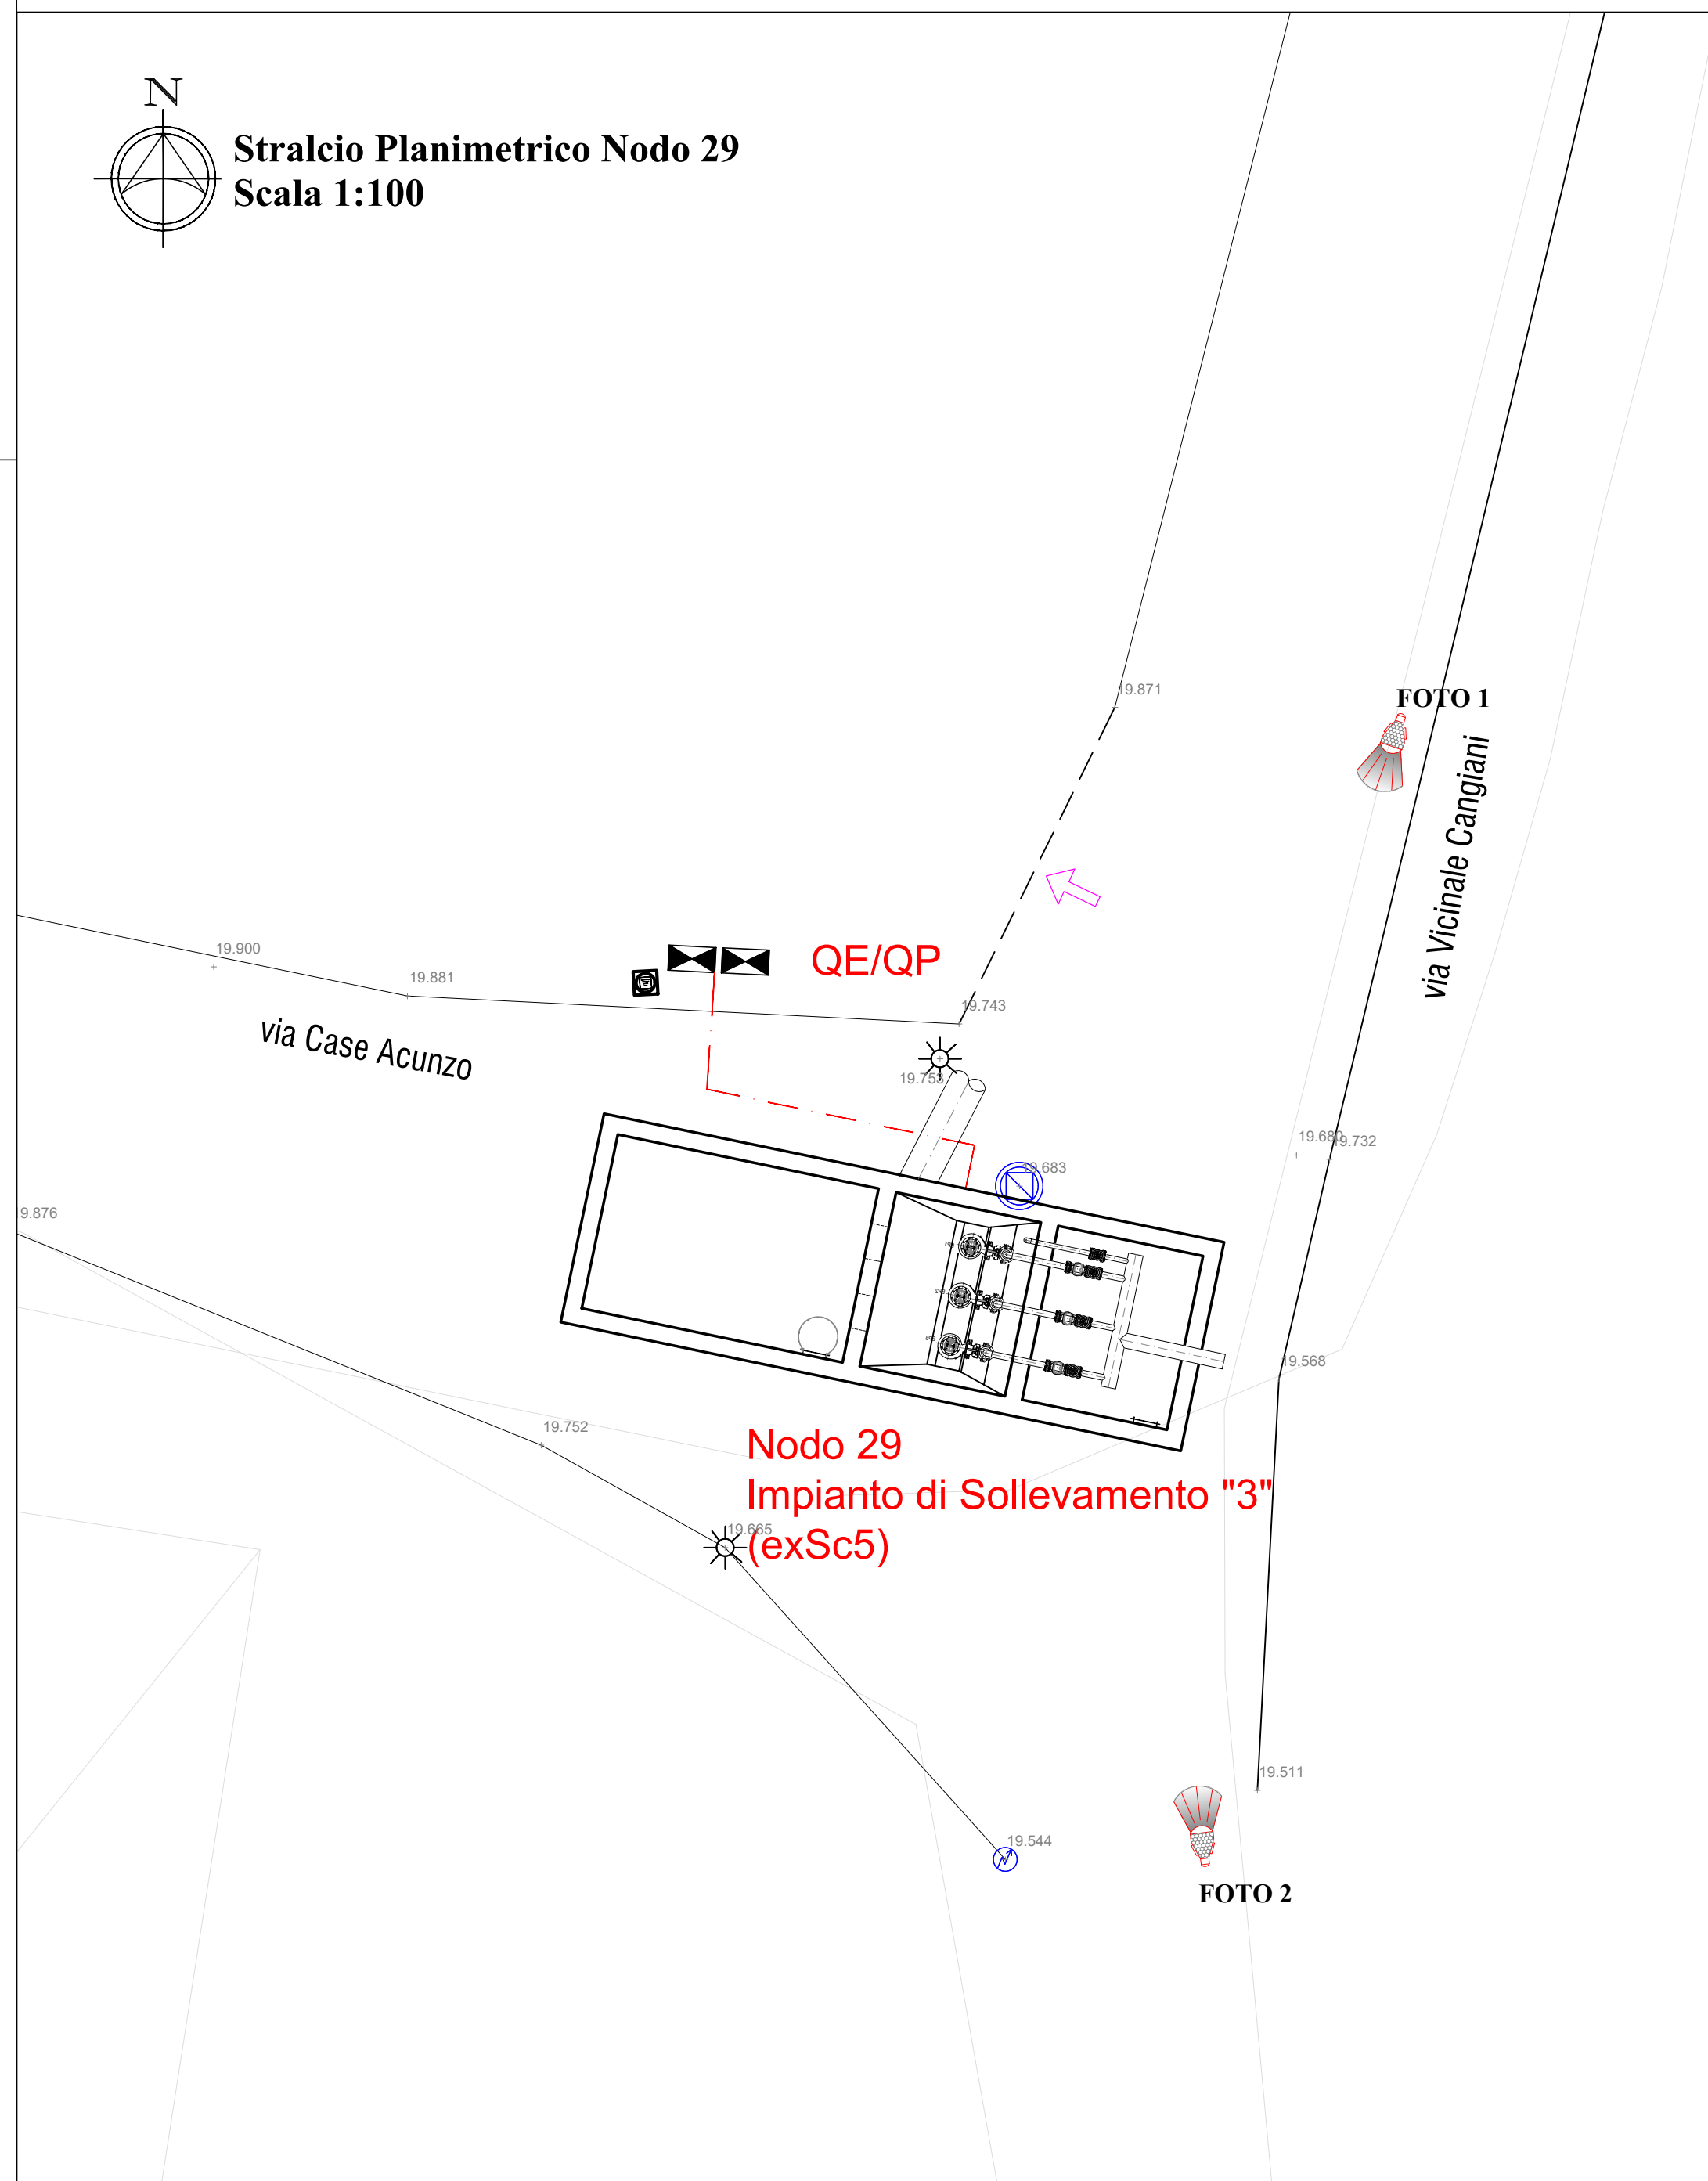 N
Stralcio Planimetrico Nodo 29
Scala 1:100
19.871
FOTO 1
via Vicinale Cangiani
19.900
QE/QP
19.881
19.743
via Case Acunzo
19.753
19.680
19.732
19.683
9.876
19.568
19.752
Nodo 29
Impianto di Sollevamento "3"
19.665
(exSc5)
19.511
19.544
FOTO 2